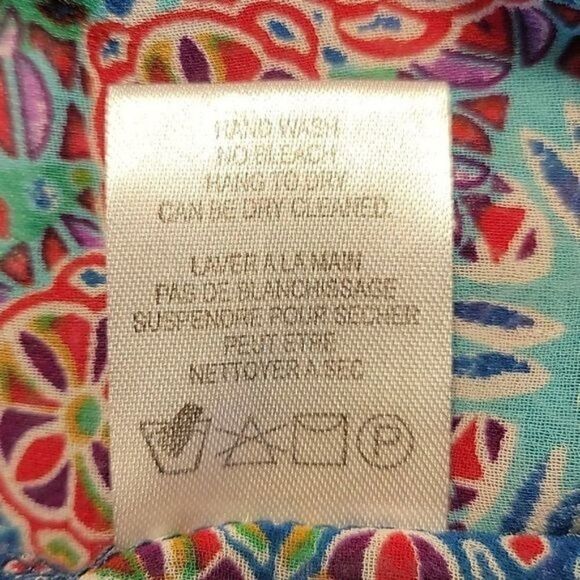 HAND WASH
NO BLEACH
HANG TO DRY
CAN BE DRY CLEANED.
LAVER A LA MAIN
PAS DE BLANCHISSAGE
SUSPENDRE POUR SECHER
PEUT ETRE
NETTOYER A SEC
P